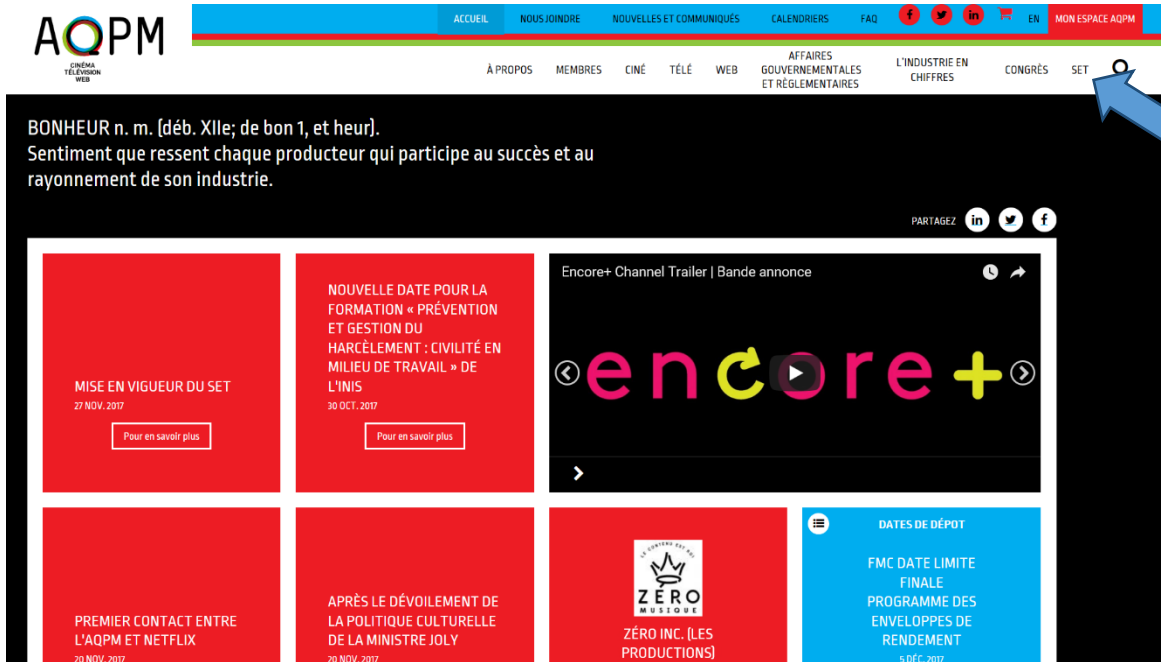 AQPM
CINÉMA
TÉLÉVISION
WEB
ACCUEIL NOUS JOINDRE NOUVELLES ET COMMUNIQUÉS CALENDRIERS FAQ f in EN MON ESPACE AQPM
À PROPOS MEMBRES CINÉ TÉLÉ WEB AFFAIRES GOUVERNEMENTALES ET RÈGLEMENTAIRES L'INDUSTRIE EN CHIFFRES CONGRÈS SET
BONHEUR n. m. (déb. XIIe; de bon 1, et heur).
Sentiment que ressent chaque producteur qui participe au succès et au
rayonnement de son industrie.
PARTAGEZ in f
MISE EN VIGUEUR DU SET
27 NOV. 2017
Pour en savoir plus
NOUVELLE DATE POUR LA
FORMATION « PRÉVENTION
ET GESTION DU
HARCÈLEMENT : CIVILITÉ EN
MILIEU DE TRAVAIL » DE
L'INIS
30 OCT. 2017
Pour en savoir plus
Encore+ Channel Trailer | Bande annonce
encore+
PREMIER CONTACT ENTRE
L'AQPM ET NETFLIX
20 NOV. 2017
APRÈS LE DÉVOILEMENT DE
LA POLITIQUE CULTURELLE
DE LA MINISTRE JOLY
20 NOV. 2017
LE CONTENU EST ROI
ZÉRO
MUSIQUE
ZÉRO INC. (LES
PRODUCTIONS)
DATES DE DÉPOT
FMC DATE LIMITE
FINALE
PROGRAMME DES
ENVELOPPES DE
RENDEMENT
5 DÉC. 2017